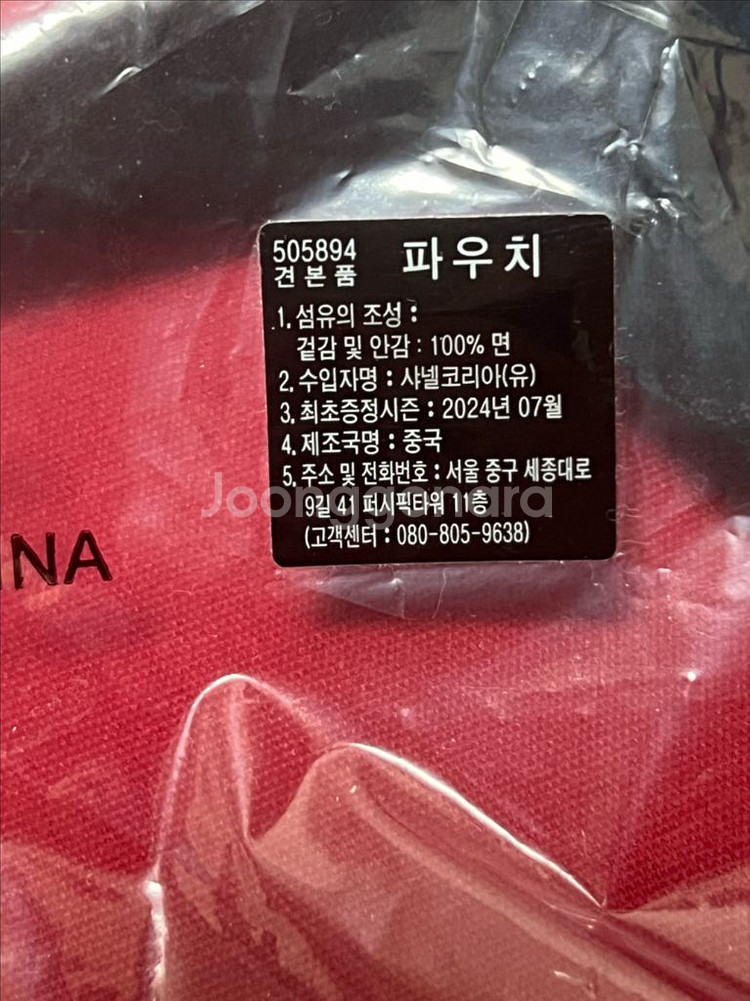 505894
견 본 품
파우치
1. 섬유의 조성 :
겉감 및 안감 : 100% 면
2. 수입자명 : 샤넬코리아(유)
3. 최초증정시즌 : 2024년 07월
4. 제조국명 : 중국
5. 주소 및 전화번호 : 서울 중구 세종대로
9길 41 퍼시픽타워 11층
(고객센터 : 080-805-9638)
Joonggonara
INA